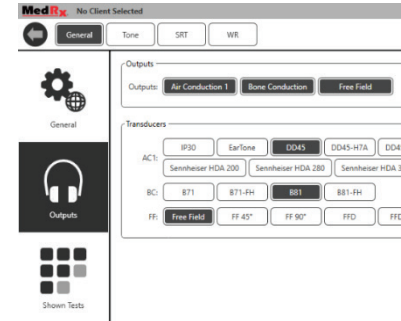 MedRx No Client Selected
General Tone SRT WR
Outputs
Outputs: Air Conduction 1 Bone Conduction Free Field
General
Transducers
AC1: IP30 EarTone DD45 DD45-H7A
Sennheiser HDA 200 Sennheiser HDA 280 Sennheiser HDA
BC: B71 B71-FH B81 B81-FH
Outputs
FF: Free Field FF 45° FF 90° FFD
Shown Tests